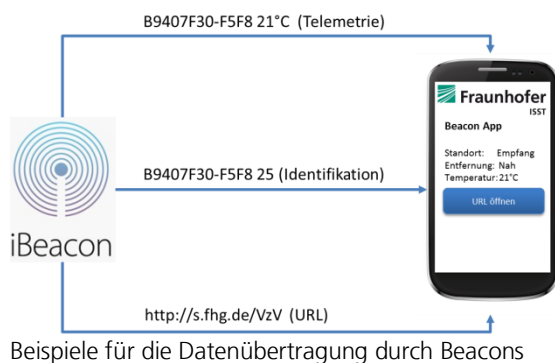 B9407F30-F5F8 21°C (Telemetrie)
Fraunhofer
ISST
Beacon App
Standort: Empfang
Entfernung: Nah
Temperatur: 21°C
URL öffnen
B9407F30-F5F8 25 (Identifikation)
iBeacon
http://s.fhg.de/VzV (URL)
Beispiele für die Datenübertragung durch Beacons